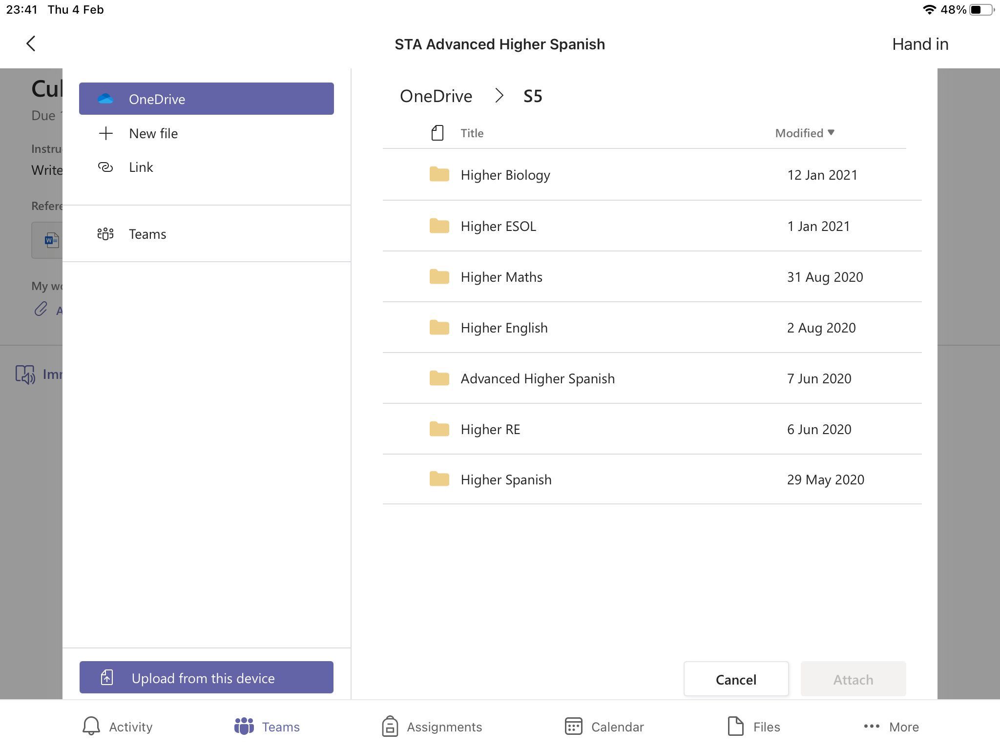 23:41 Thu 4 Feb 48%
STA Advanced Higher Spanish
Hand in
Cul
Due
Instru
Write
Refere
W
My wo
A
Imm
OneDrive
New file
Link
Teams
Upload from this device
OneDrive > S5
Title Modified
Higher Biology 12 Jan 2021
Higher ESOL 1 Jan 2021
Higher Maths 31 Aug 2020
Higher English 2 Aug 2020
Advanced Higher Spanish 7 Jun 2020
Higher RE 6 Jun 2020
Higher Spanish 29 May 2020
Cancel Attach
Activity Teams Assignments Calendar Files More